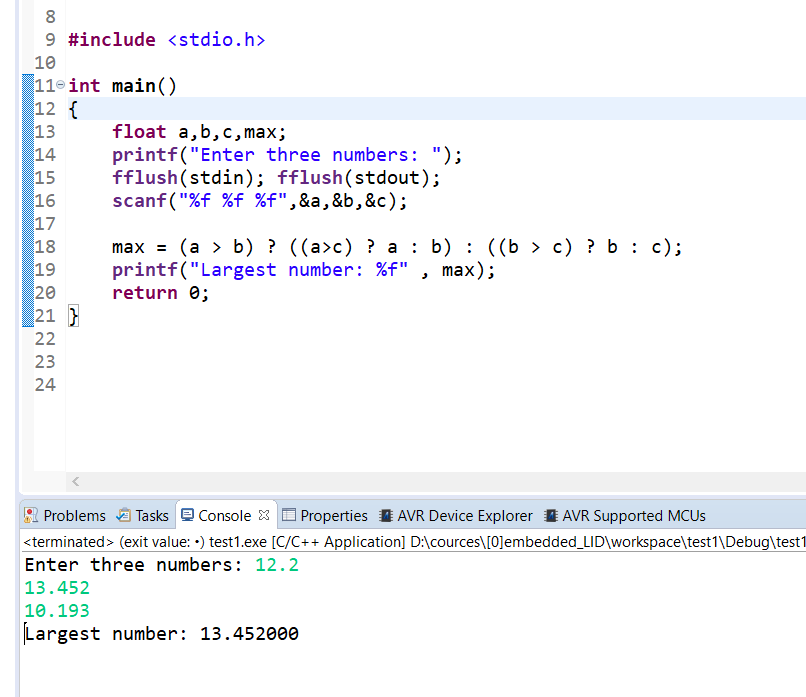 8
9 #include <stdio.h>
10
11 int main()
12 {
13 float a,b,c,max;
14 printf("Enter three numbers: ");
15 fflush(stdin); fflush(stdout);
16 scanf("%f %f %f",&a,&b,&c);
17
18 max = (a > b) ? ((a>c) ? a : b) : ((b > c) ? b : c);
19 printf("Largest number: %f" , max);
20 return 0;
21 }
22
23
24
Problems Tasks Console Properties AVR Device Explorer AVR Supported MCUs
<terminated> (exit value: •) test1.exe [C/C++ Application] D:\cources\[0]embedded_LID\workspace\test1\Debug\test1
Enter three numbers: 12.2
13.452
10.193
Largest number: 13.452000